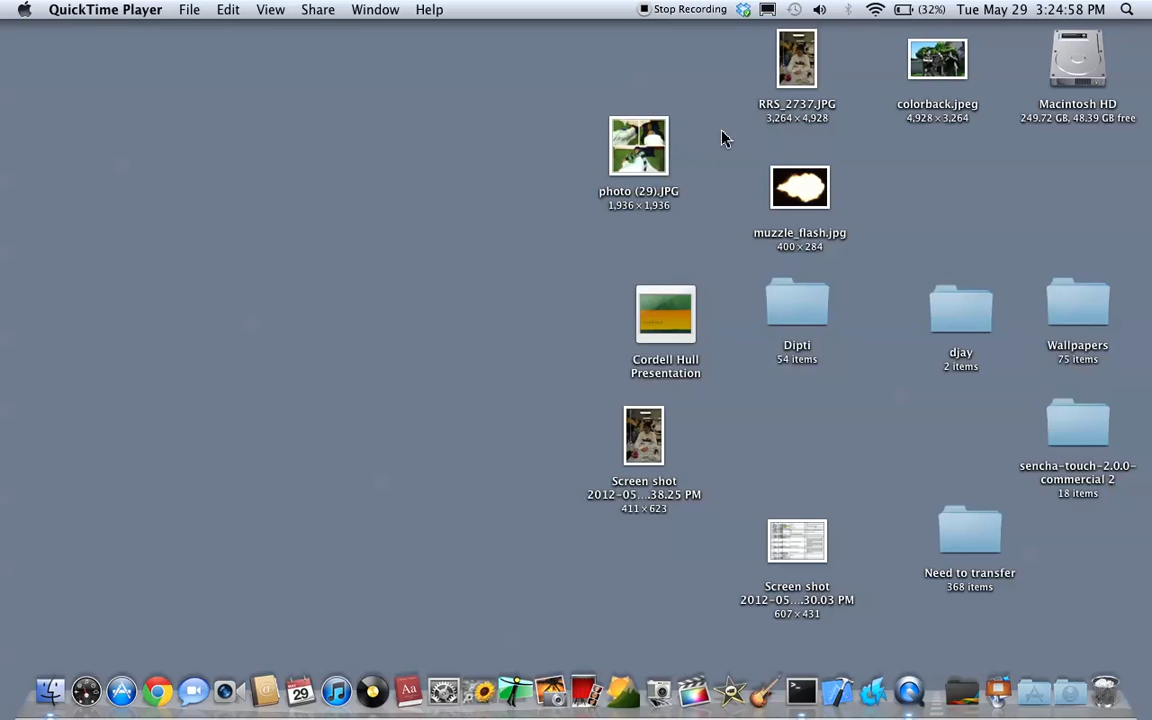 QuickTime Player File Edit View Share Window Help Stop Recording (32%) Tue May 29 3:24:58 PM
RRS_2737.JPG
3,264 × 4,928
colorback.jpeg
4,928 × 3,264
Macintosh HD
249.72 GB, 48.39 GB free
photo (29).JPG
1,936 × 1,936
muzzle_flash.jpg
400 × 284
Cordell Hull
Presentation
Dipti
54 items
djay
2 items
Wallpapers
75 items
Screen shot
2012-05....38.25 PM
411 × 623
sencha-touch-2.0.0-
commercial 2
18 items
Screen shot
2012-05....30.03 PM
607 × 431
Need to transfer
368 items
Aa
29